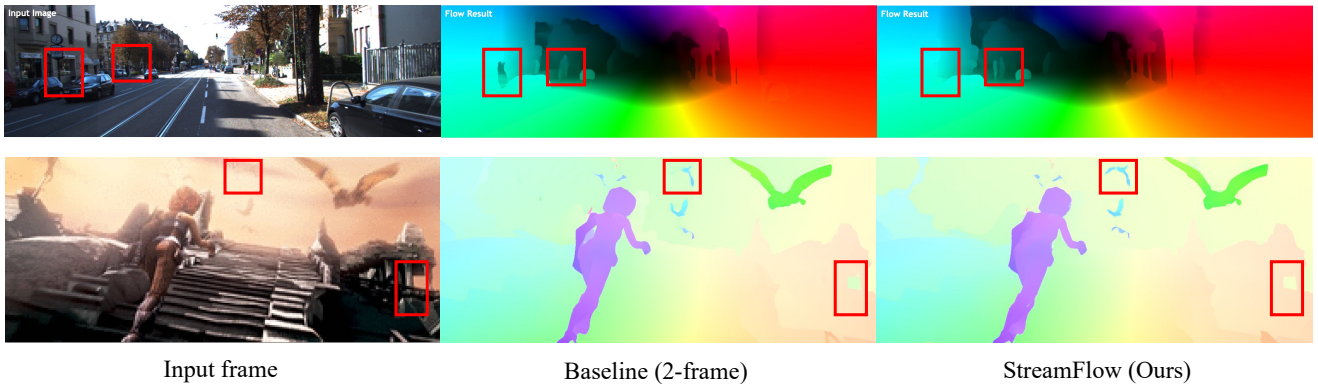 Input Image
Flow Result
Flow Result
Input frame
Baseline (2-frame)
StreamFlow (Ours)